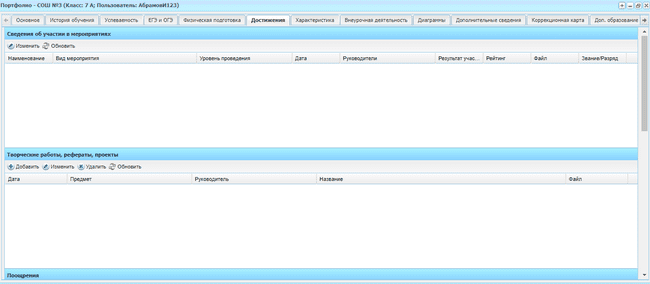 Портфолио - СОШ №3 (Класс: 7 А; Пользователь: АбрамовИ123)
Основное История обучения Успеваемость ЕГЭ и ОГЭ Физическая подготовка Достижения Характеристика Внеурочная деятельность Диаграммы Дополнительные сведения Коррекционная карта Доп. образование
Сведения об участии в мероприятиях
Изменить Обновить
Наименование Вид мероприятия Уровень проведения Дата Руководители Результат учас... Рейтинг Файл Звание/Разряд
Творческие работы, рефераты, проекты
Добавить Изменить Удалить Обновить
Дата Предмет Руководитель Название Файл
Поощрения